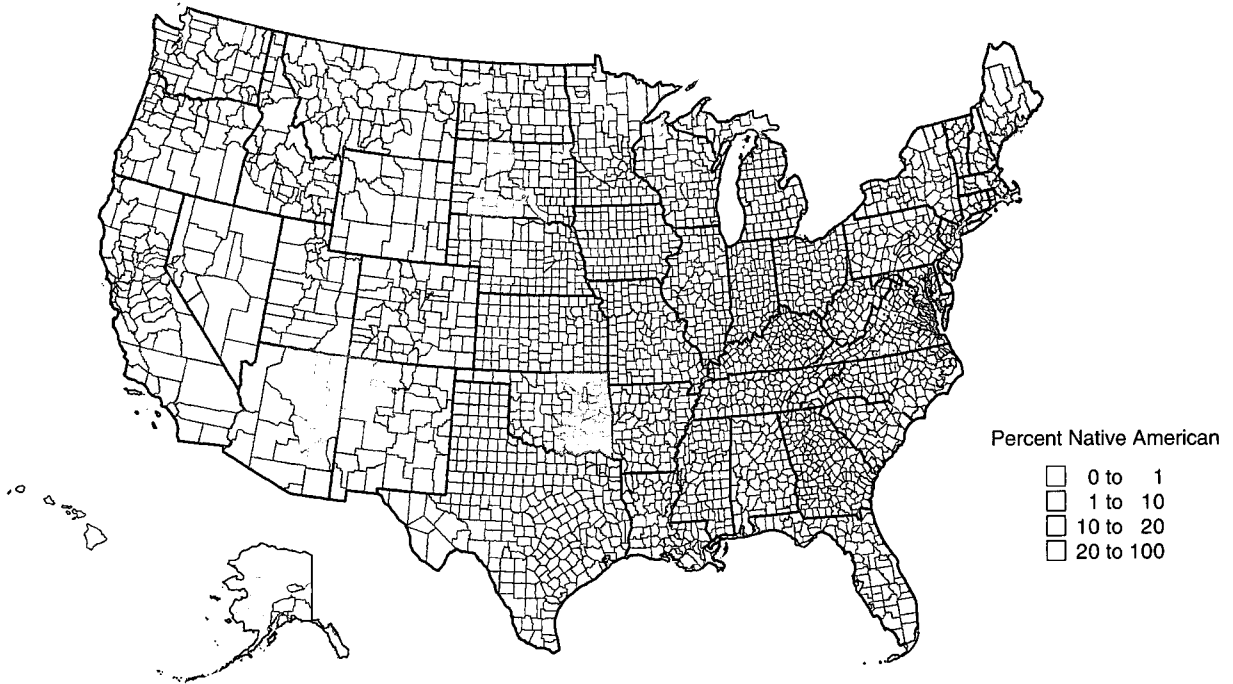 Percent Native American
0 to 1
1 to 10
10 to 20
20 to 100